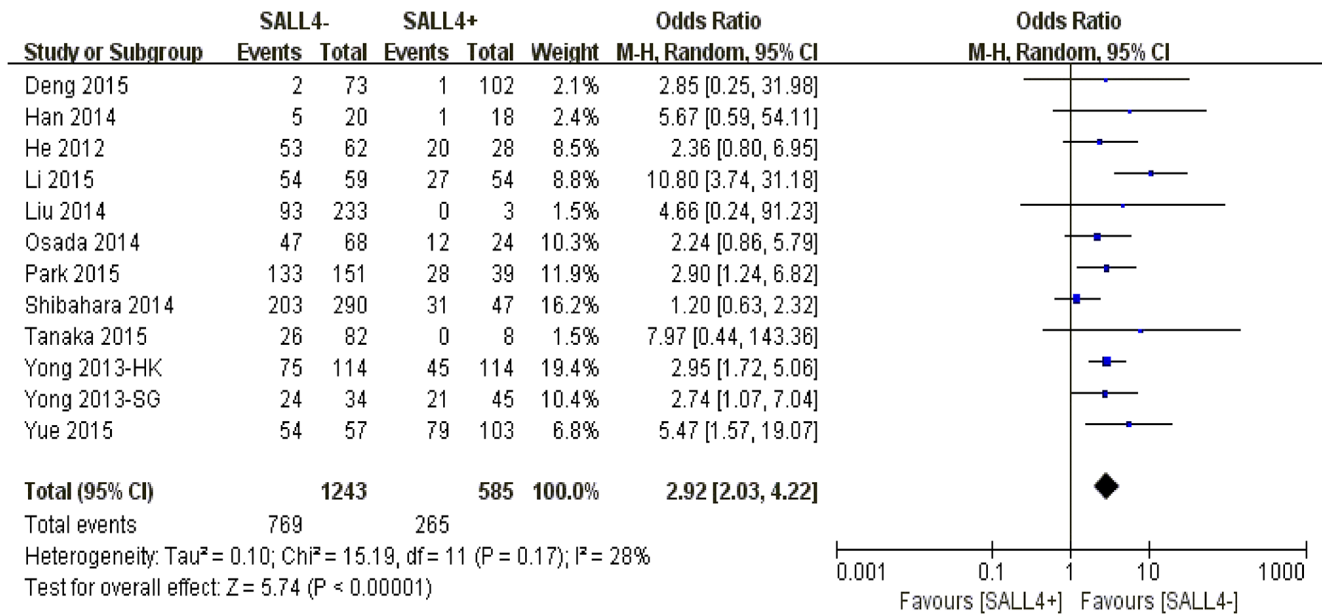 SALL4- SALL4+ Odds Ratio Odds Ratio
Study or Subgroup Events Total Events Total Weight M-H, Random, 95% CI M-H, Random, 95% CI
Deng 2015 2 73 1 102 2.1% 2.85 [0.25, 31.98]
Han 2014 5 20 1 18 2.4% 5.67 [0.59, 54.11]
He 2012 53 62 20 28 8.5% 2.36 [0.80, 6.95]
Li 2015 54 59 27 54 8.8% 10.80 [3.74, 31.18]
Liu 2014 93 233 0 3 1.5% 4.66 [0.24, 91.23]
Osada 2014 47 68 12 24 10.3% 2.24 [0.86, 5.79]
Park 2015 133 151 28 39 11.9% 2.90 [1.24, 6.82]
Shibahara 2014 203 290 31 47 16.2% 1.20 [0.63, 2.32]
Tanaka 2015 26 82 0 8 1.5% 7.97 [0.44, 143.36]
Yong 2013-HK 75 114 45 114 19.4% 2.95 [1.72, 5.06]
Yong 2013-SG 24 34 21 45 10.4% 2.74 [1.07, 7.04]
Yue 2015 54 57 79 103 6.8% 5.47 [1.57, 19.07]
Total (95% CI) 1243 585 100.0% 2.92 [2.03, 4.22]
Total events 769 265
Heterogeneity: Tau² = 0.10; Chi² = 15.19, df = 11 (P = 0.17); I² = 28%
Test for overall effect: Z = 5.74 (P < 0.00001)
0.001 0.1 1 10 1000
Favours [SALL4+] Favours [SALL4-]